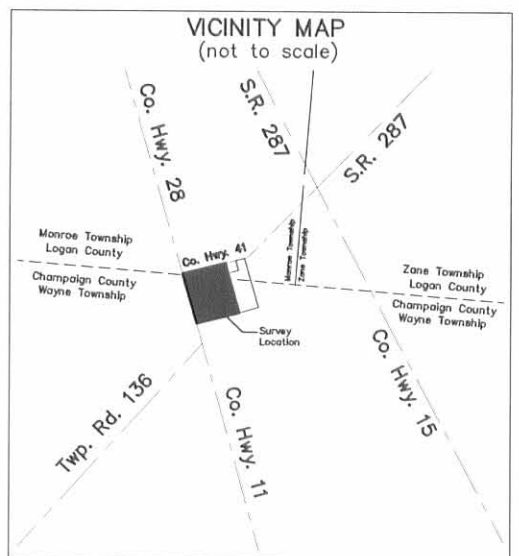 VICINITY MAP
(not to scale)
Co. Hwy. 28
S.R. 287
S.R. 287
Co. Hwy. 41
Monroe Township
Logan County
Champaign County
Wayne Township
Monroe Township
Zane Township
Zane Township
Logan County
Champaign County
Wayne Township
Survey
Location
Twp. Rd. 136
Co. Hwy. 11
Co. Hwy. 15